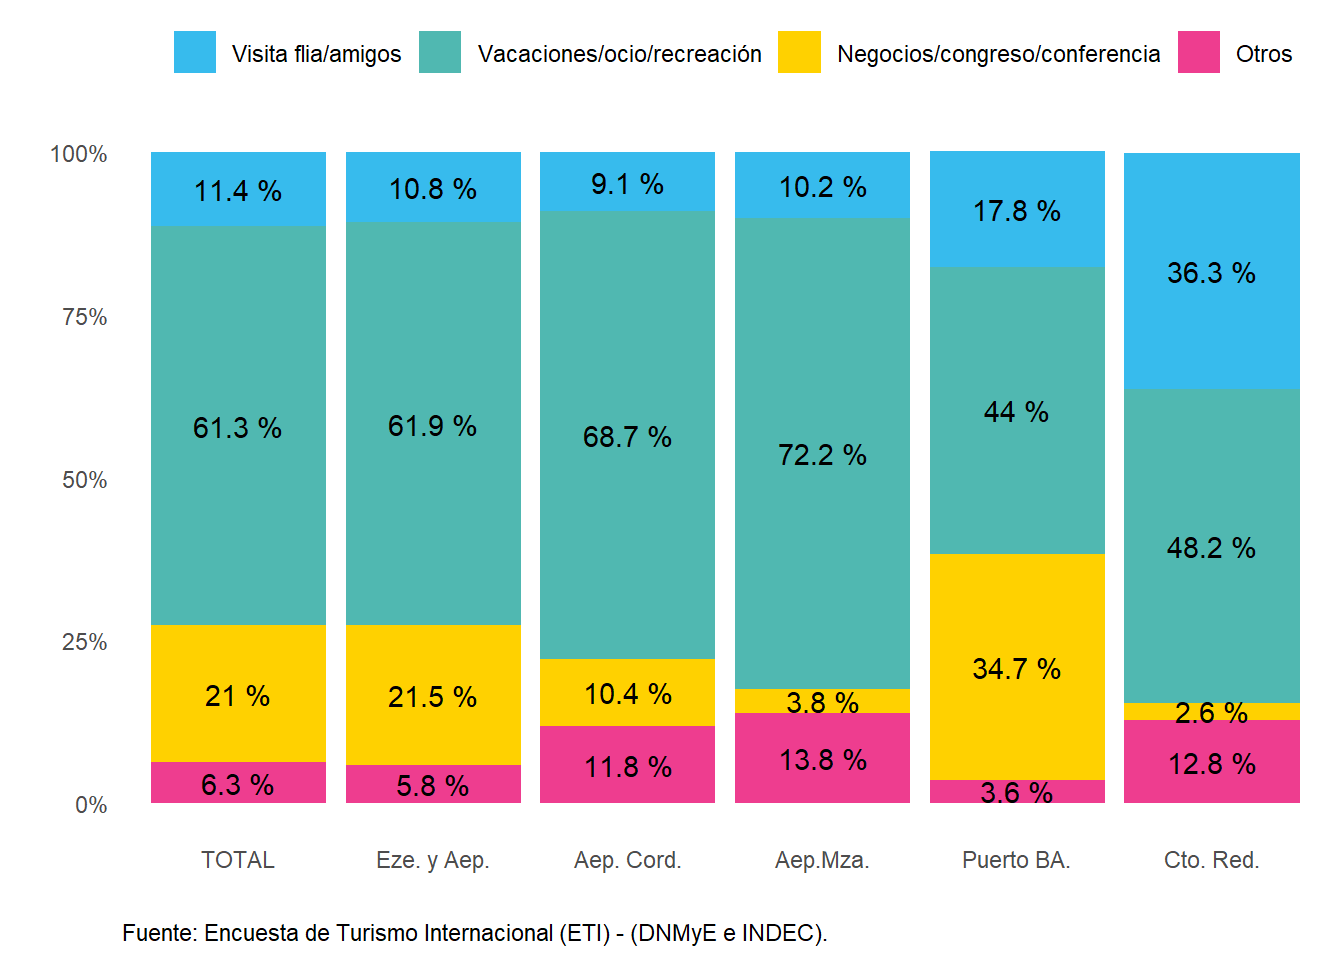 Visita flia/amigos Vacaciones/ocio/recreación Negocios/congreso/conferencia Otros
100%
75%
50%
25%
0%
11.4 % 10.8 % 9.1 % 10.2 % 17.8 % 36.3 %
61.3 % 61.9 % 68.7 % 72.2 % 44 % 48.2 %
21 % 21.5 % 10.4 % 3.8 % 34.7 % 2.6 %
6.3 % 5.8 % 11.8 % 13.8 % 3.6 % 12.8 %
TOTAL Eze. y Aep. Aep. Cord. Aep.Mza. Puerto BA. Cto. Red.
Fuente: Encuesta de Turismo Internacional (ETI) - (DNMyE e INDEC).